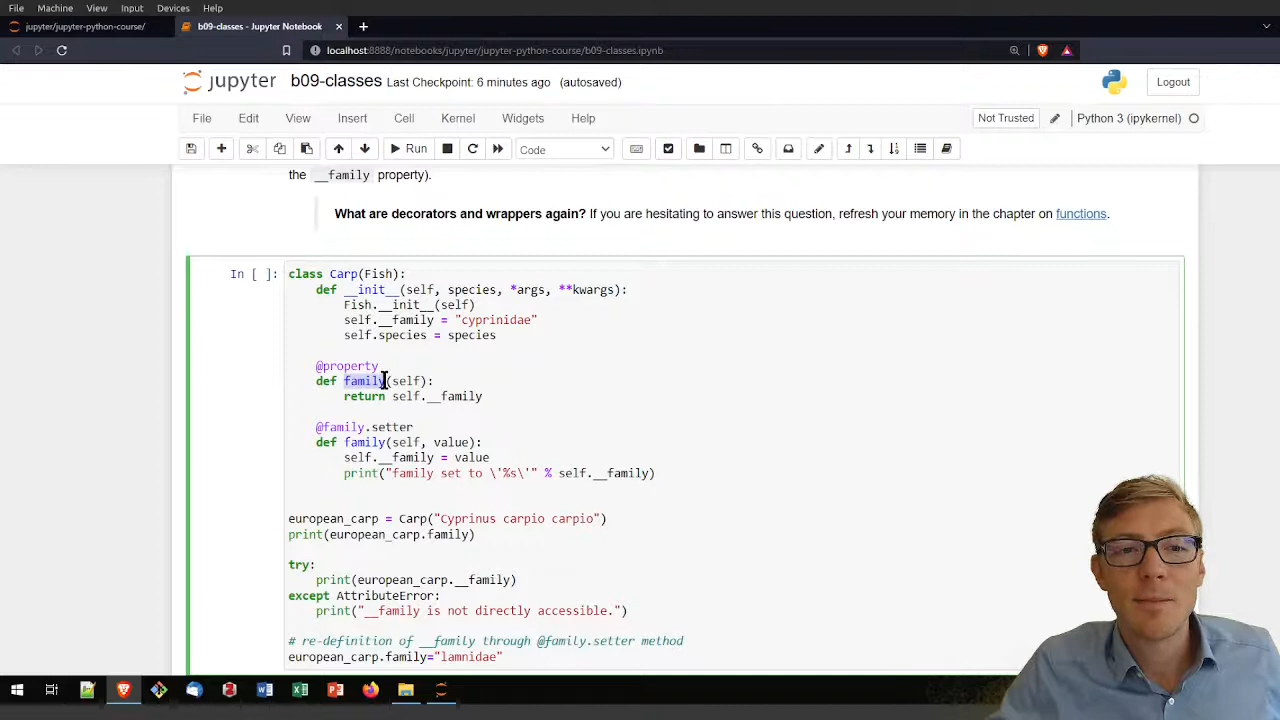 File Machine View Input Devices Help
jupyter/jupyter-python-course/ b09-classes - Jupyter Notebook
localhost:8888/notebooks/jupyter/jupyter-python-course/b09-classes.ipynb
jupyter b09-classes Last Checkpoint: 6 minutes ago (autosaved) Logout
File Edit View Insert Cell Kernel Widgets Help Not Trusted Python 3 (ipykernel)
Run Code
the __family property).
What are decorators and wrappers again? If you are hesitating to answer this question, refresh your memory in the chapter on functions.
In [ ]: class Carp(Fish):
def __init__(self, species, *args, **kwargs):
Fish.__init__(self)
self.__family = "cyprinidae"
self.species = species
@property
def family(self):
return self.__family
@family.setter
def family(self, value):
self.__family = value
print("family set to \'%s\'" % self.__family)
european_carp = Carp("Cyprinus carpio carpio")
print(european_carp.family)
try:
print(european_carp.__family)
except AttributeError:
print("__family is not directly accessible.")
# re-definition of __family through @family.setter method
european_carp.family="lamnidae"